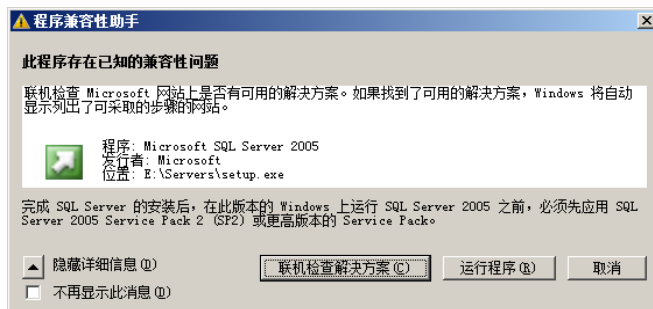 程序兼容性助手
此程序存在已知的兼容性问题
联机检查 Microsoft 网站上是否有可用的解决方案。如果找到了可用的解决方案，Windows 将自动
显示列出了可采取的步骤的网站。
程序: Microsoft SQL Server 2005
发行者: Microsoft
位置: E:\Servers\setup.exe
完成 SQL Server 的安装后，在此版本的 Windows 上运行 SQL Server 2005 之前，必须先应用 SQL
Server 2005 Service Pack 2 (SP2) 或更高版本的 Service Pack。
隐藏详细信息(D) 联机检查解决方案(C) 运行程序(R) 取消
不再显示此消息(D)